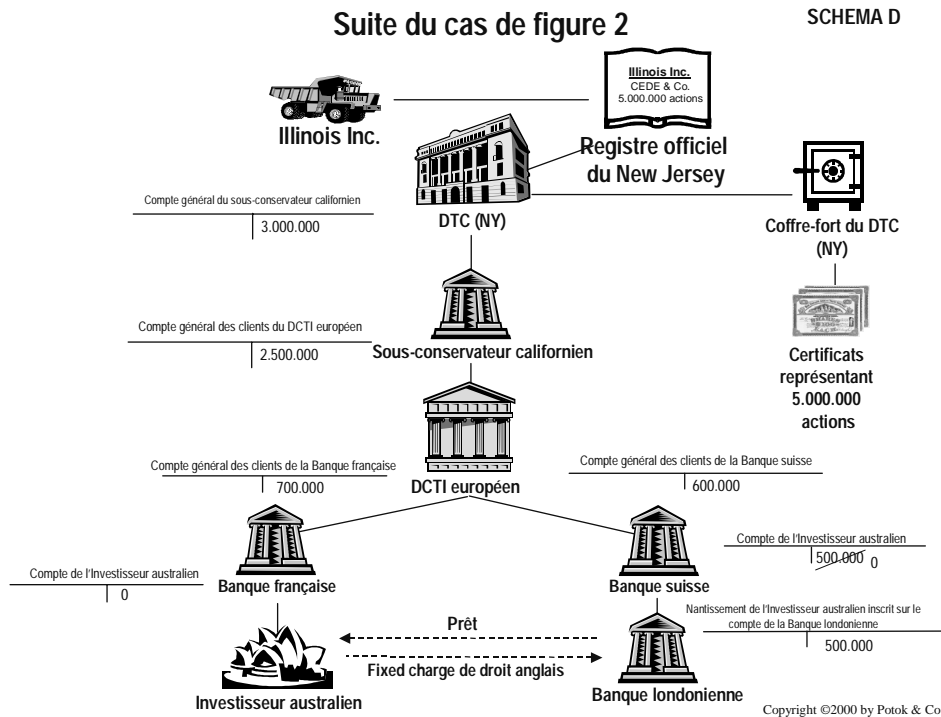 Suite du cas de figure 2
SCHEMA D
Illinois Inc.
CEDE & Co.
5.000.000 actions
Illinois Inc.
Registre officiel
du New Jersey
Compte général du sous-conservateur californien
3.000.000
DTC (NY)
Coffre-fort du DTC
(NY)
Compte général des clients du DCTI européen
2.500.000
Sous-conservateur californien
Certificats
représentant
5.000.000
actions
Compte général des clients de la Banque française
700.000
DCTI européen
Compte général des clients de la Banque suisse
600.000
Compte de l'Investisseur australien
500.000 0
Compte de l'Investisseur australien
0
Banque française
Banque suisse
Nantissement de l'Investisseur australien inscrit sur le
compte de la Banque londonienne
500.000
Prêt
Fixed charge de droit anglais
Investisseur australien
Banque londonienne
Copyright ©2000 by Potok & Co